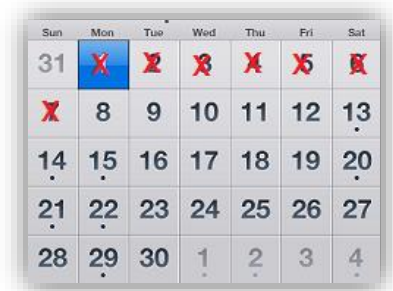 Sun Mon Tue Wed Thu Fri Sat
31 1 2 3 4 5 6
7 8 9 10 11 12 13
14 15 16 17 18 19 20
21 22 23 24 25 26 27
28 29 30 1 2 3 4